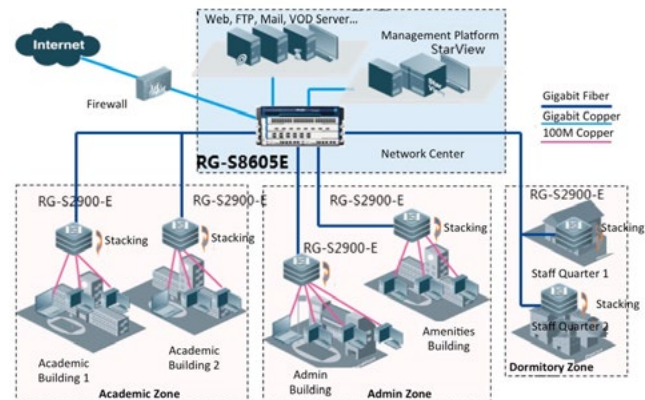 Web, FTP, Mail, VOD Server...
Internet
Management Platform
StarView
Firewall
Gigabit Fiber
Gigabit Copper
100M Copper
RG-S8605E
Network Center
RG-S2900-E
RG-S2900-E
RG-S2900-E
RG-S2900-E
RG-S2900-E
Stacking
Stacking
Stacking
Stacking
Staff Quarter 1
Stacking
Staff Quarter 2
Academic
Building 1
Academic
Building 2
Admin
Building
Amenities
Building
Academic Zone
Admin Zone
Dormitory Zone